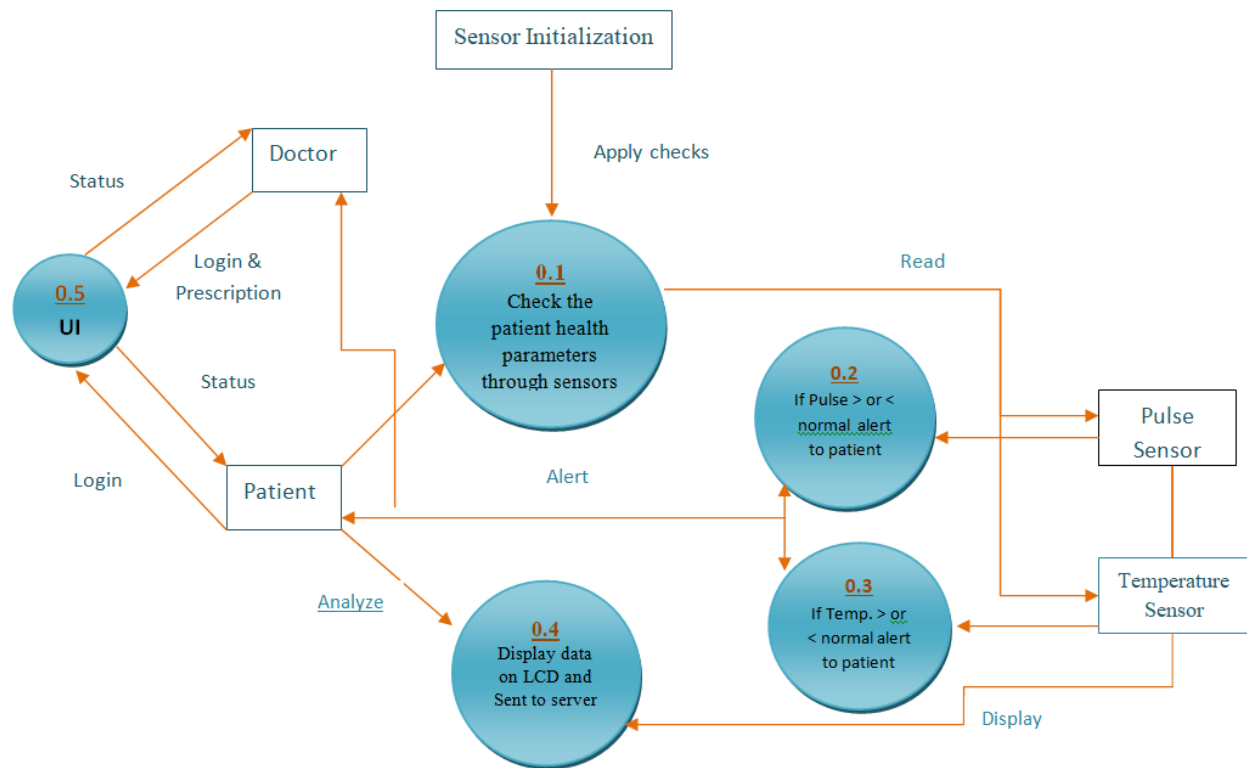 Sensor Initialization
Doctor
Apply checks
Status
Login &
Prescription
0.1
Check the
patient health
parameters
through sensors
Read
0.5
UI
Status
0.2
If Pulse > or <
normal alert
to patient
Pulse
Sensor
Login
Patient
Alert
Analyze
0.3
If Temp. > or
< normal alert
to patient
Temperature
Sensor
0.4
Display data
on LCD and
Sent to server
Display